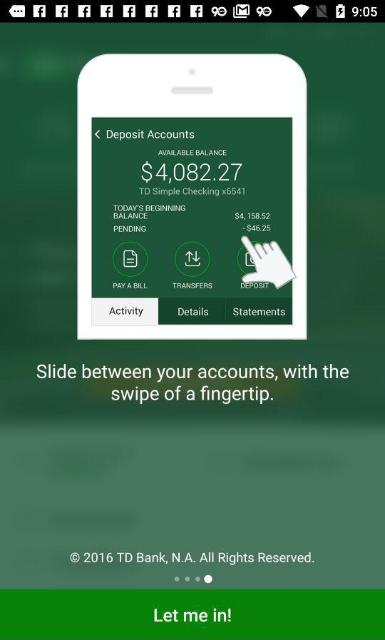 9:05
Deposit Accounts
AVAILABLE BALANCE
$4,082.27
TD Simple Checking x6541
TODAY'S BEGINNING
BALANCE $4,158.52
PENDING - $46.25
PAY A BILL TRANSFERS DEPOSIT
Activity Details Statements
Slide between your accounts, with the
swipe of a fingertip.
© 2016 TD Bank, N.A. All Rights Reserved.
Let me in!